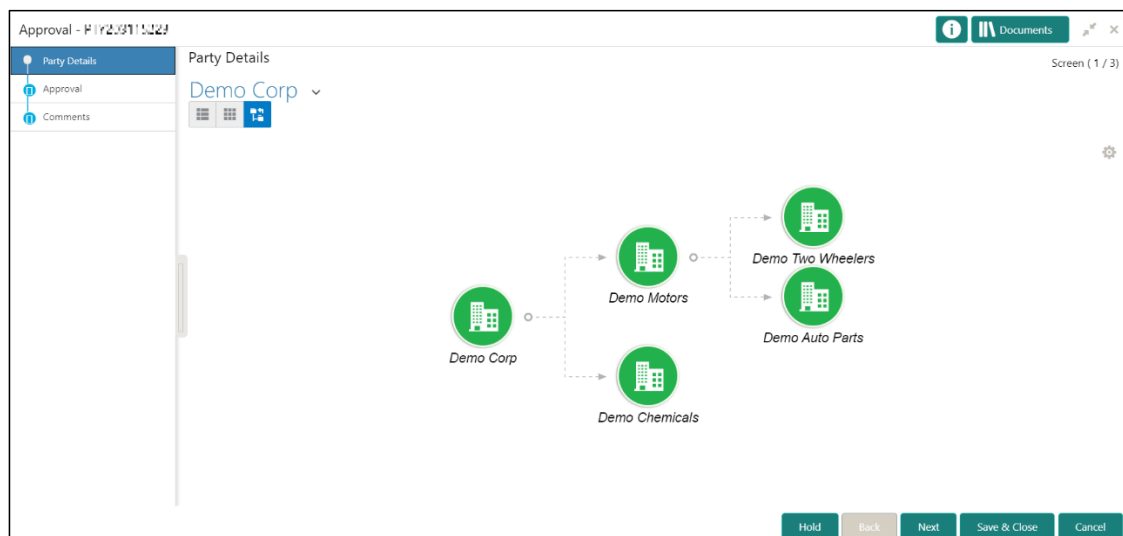 Approval -
Documents
Party Details
Approval
Comments
Party Details
Screen ( 1 / 3)
Demo Corp
Demo Two Wheelers
Demo Motors
Demo Auto Parts
Demo Corp
Demo Chemicals
Hold
Back
Next
Save & Close
Cancel